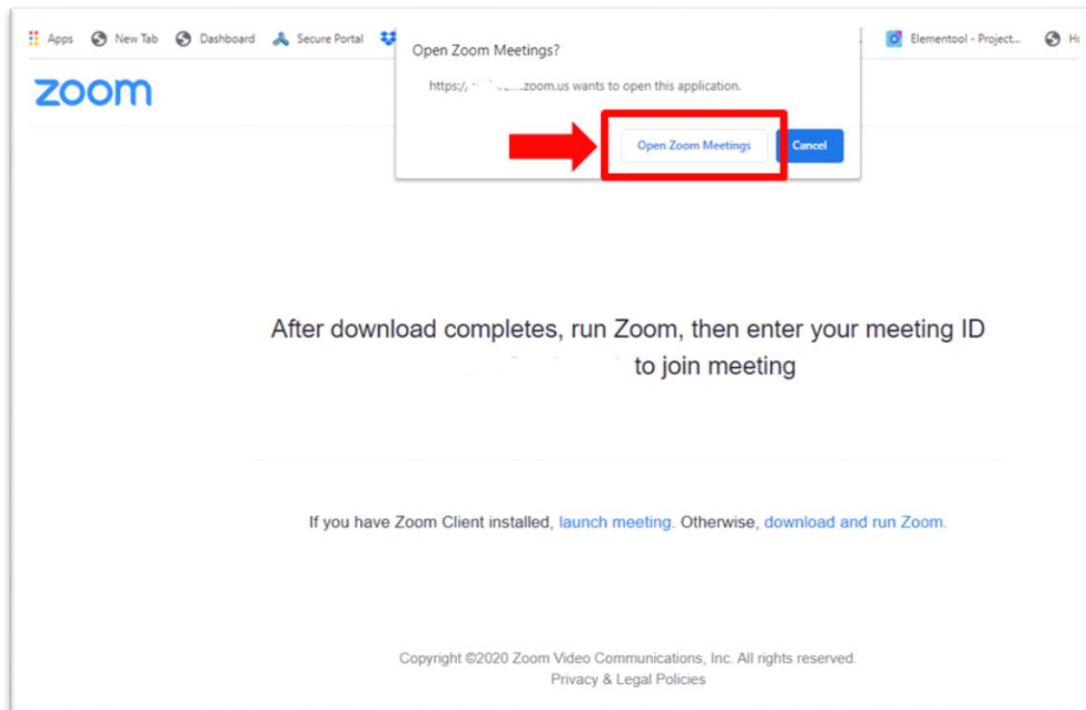 Apps New Tab Dashboard Secure Portal Elementool - Project...
Open Zoom Meetings?
https:// zoom.us wants to open this application.
Open Zoom Meetings Cancel
zoom
After download completes, run Zoom, then enter your meeting ID
to join meeting
If you have Zoom Client installed, launch meeting. Otherwise, download and run Zoom.
Copyright ©2020 Zoom Video Communications, Inc. All rights reserved.
Privacy & Legal Policies